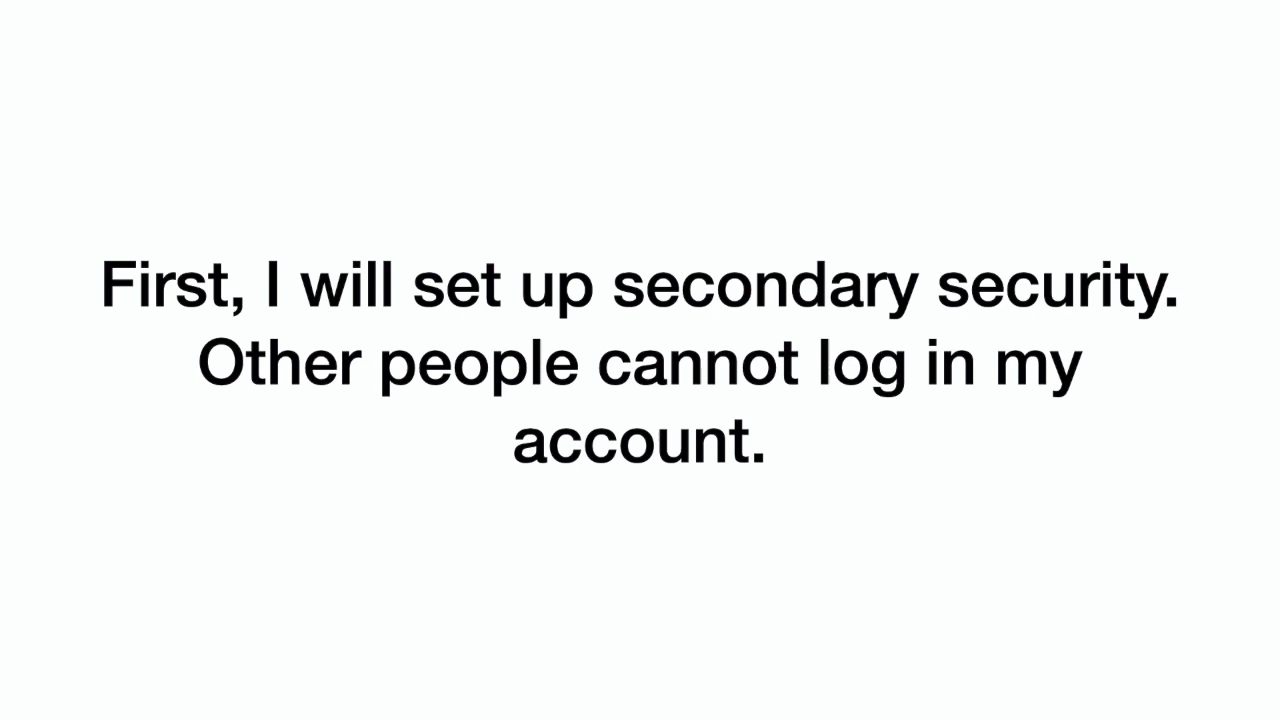 First, I will set up secondary security.
Other people cannot log in my
account.